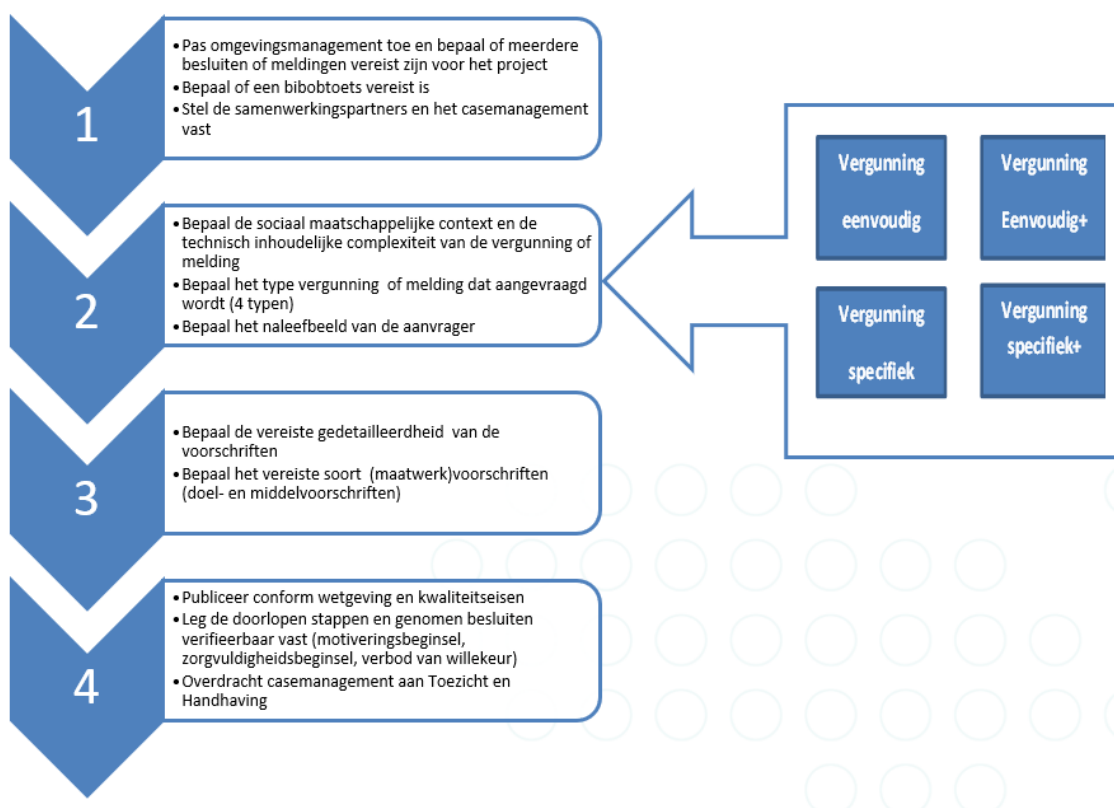 1
• Pas omgevingsmanagement toe en bepaal of meerdere
besluiten of meldingen vereist zijn voor het project
• Bepaal of een bibobtoets vereist is
• Stel de samenwerkingspartners en het casemanagement
vast
2
• Bepaal de sociaal maatschappelijke context en de
technisch inhoudelijke complexiteit van de vergunning of
melding
• Bepaal het type vergunning of melding dat aangevraagd
wordt (4 typen)
• Bepaal het naleefbeeld van de aanvrager
Vergunning
eenvoudig
Vergunning
Eenvoudig+
Vergunning
specifiek
Vergunning
specifiek+
3
• Bepaal de vereiste gedetailleerdheid van de
voorschriften
• Bepaal het vereiste soort (maatwerk)voorschriften
(doel- en middelvoorschriften)
4
• Publiceer conform wetgeving en kwaliteitseisen
• Leg de doorlopen stappen en genomen besluiten
verifieerbaar vast (motiveringsbeginsel,
zorgvuldigheidsbeginsel, verbod van willekeur)
• Overdracht casemanagement aan Toezicht en
Handhaving